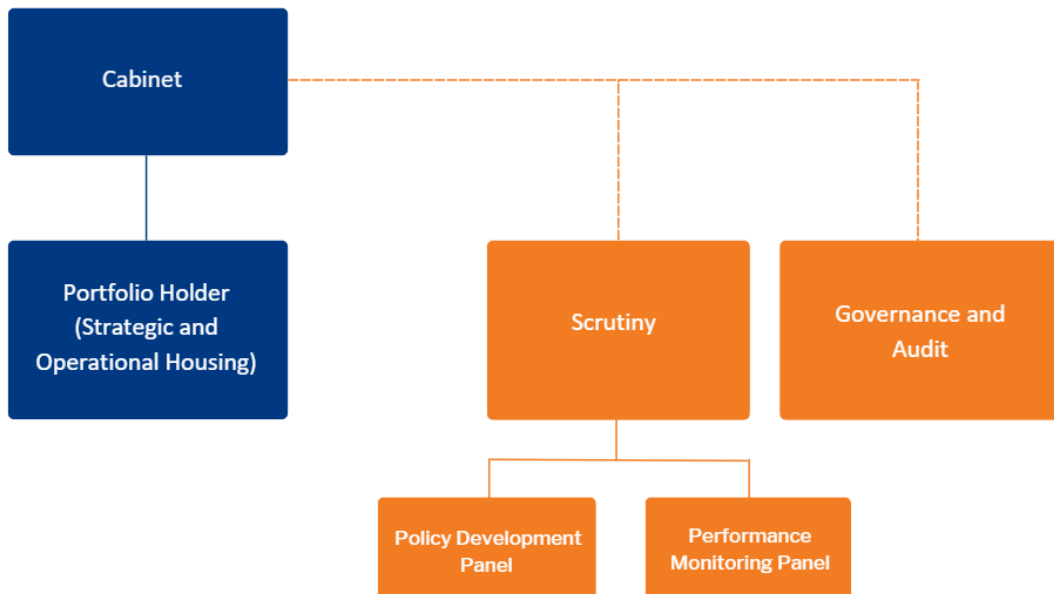 Cabinet
Portfolio Holder
(Strategic and
Operational Housing)
Scrutiny
Governance and
Audit
Policy Development
Panel
Performance
Monitoring Panel